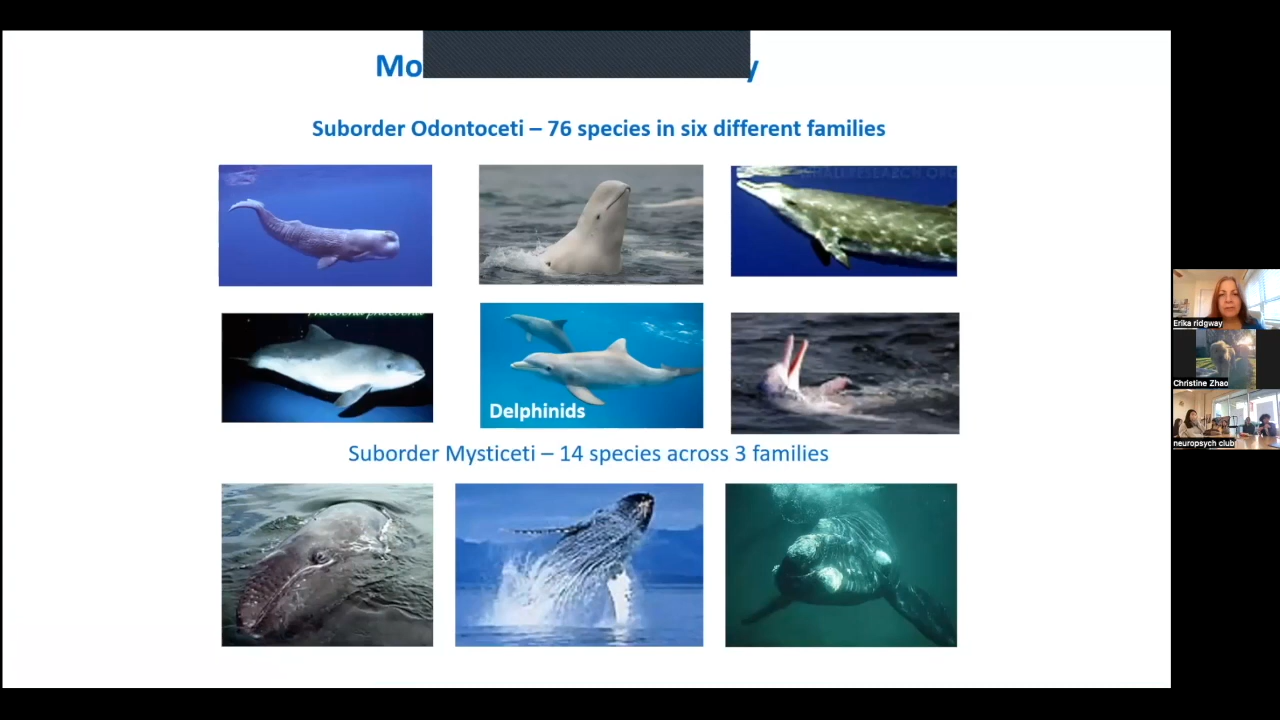 Mo y
Suborder Odontoceti – 76 species in six different families
Delphinids
Suborder Mysticeti – 14 species across 3 families
Erika ridgway
Christine Zhao
neuropsych club